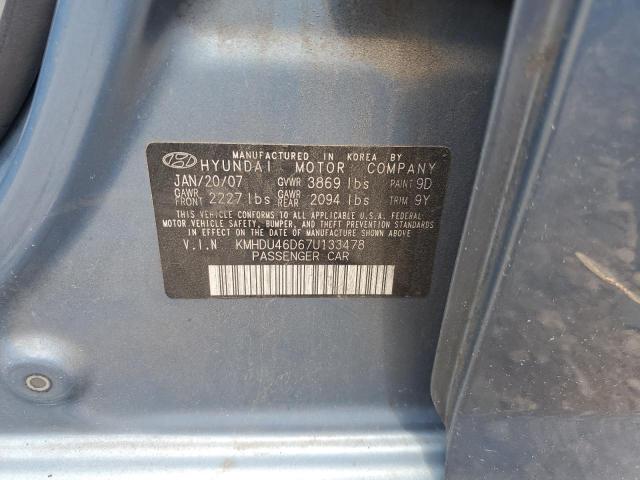 MANUFACTURED IN KOREA BY
HYUNDAI MOTOR COMPANY
JAN/20/07 GVWR 3869 lbs PAINT 9D
GAWR FRONT 2227 lbs GAWR REAR 2094 lbs TRIM 9Y
THIS VEHICLE CONFORMS TO ALL APPLICABLE U.S.A. FEDERAL
MOTOR VEHICLE SAFETY, BUMPER, AND THEFT PREVENTION
STANDARDS IN EFFECT ON THE DATE OF MANUFACTURE
SHOWN ABOVE.
V.I.N KMHDU46D67U133478
PASSENGER CAR